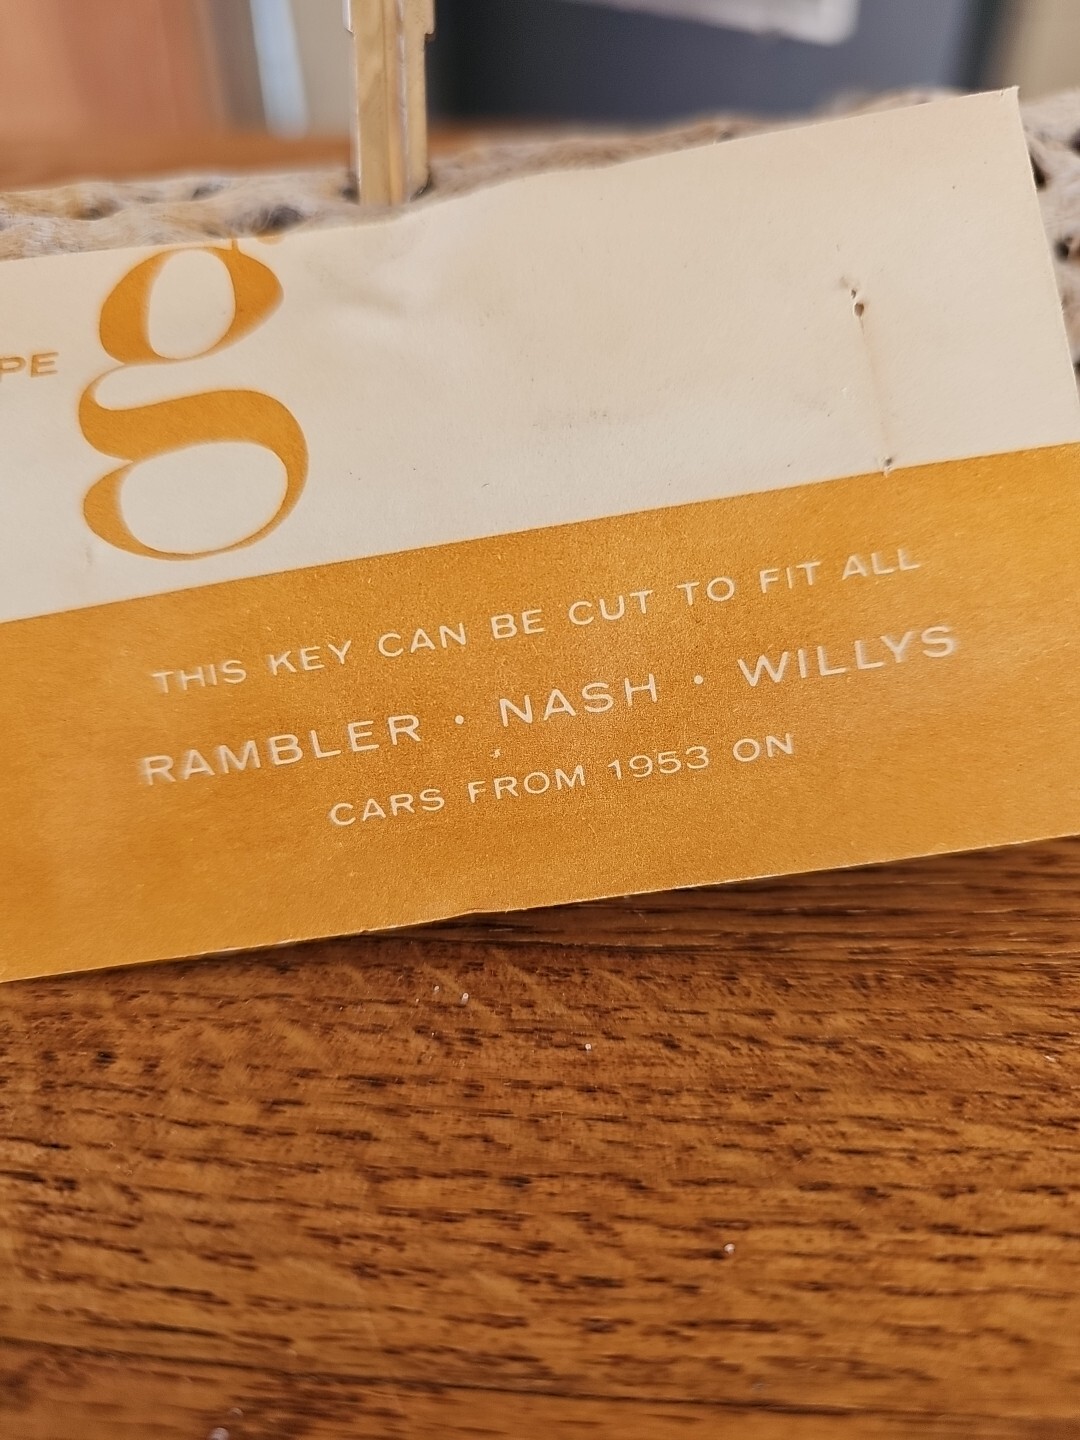 PE g
THIS KEY CAN BE CUT TO FIT ALL
RAMBLER · NASH · WILLYS
CARS FROM 1953 ON